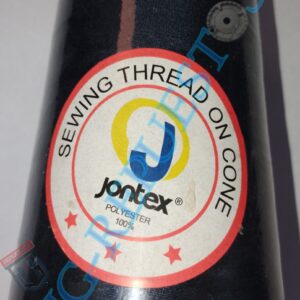 SEWING THREAD ON CONE
jontex®
POLYESTER
100%